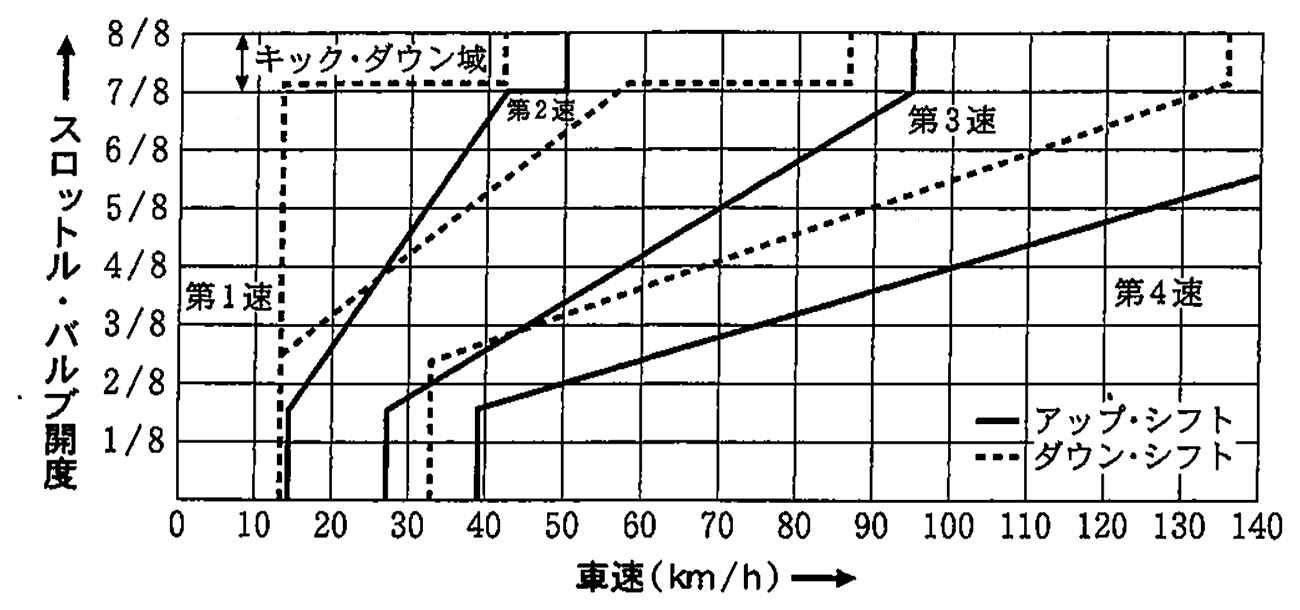 スロットル・バルブ開度
8/8
7/8
6/8
5/8
4/8
3/8
2/8
1/8
キック・ダウン域
第2速
第3速
第1速
第4速
アップ・シフト
ダウン・シフト
0 10 20 30 40 50 60 70 80 90 100 110 120 130 140
車速(km/h)